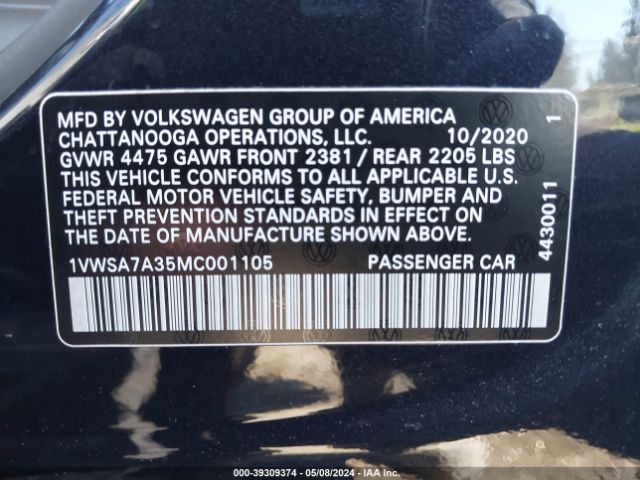 MFD BY VOLKSWAGEN GROUP OF AMERICA
CHATTANOOGA OPERATIONS, LLC. 10/2020
GVWR 4475 GAWR FRONT 2381 / REAR 2205 LBS
THIS VEHICLE CONFORMS TO ALL APPLICABLE U.S.
FEDERAL MOTOR VEHICLE SAFETY, BUMPER AND
THEFT PREVENTION STANDARDS IN EFFECT ON
THE DATE OF MANUFACTURE SHOWN ABOVE.
1VWSA7A35MC001105 PASSENGER CAR
4430011 1
000-39309374 | 05/08/2024 | IAA Inc.